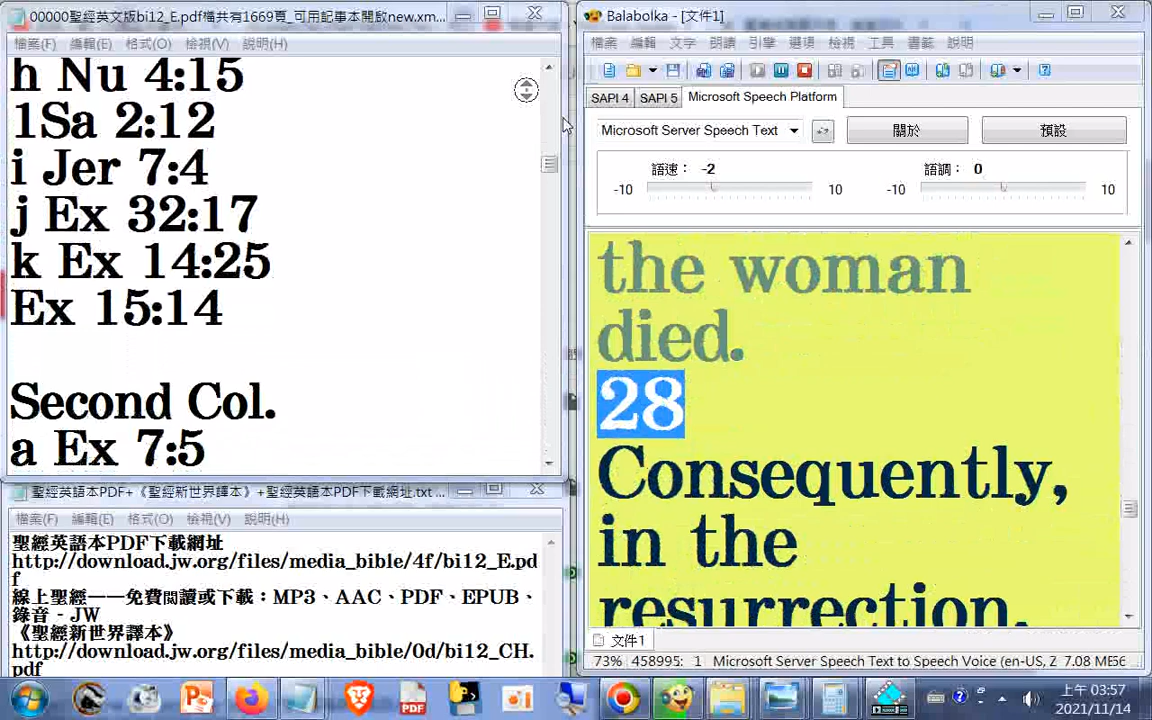 00000聖經英文版bi12_E.pdf檔共有1669頁_可用記事本開啟new.xm...
檔案(F) 編輯(E) 格式(O) 檢視(V) 說明(H)
h Nu 4:15
1Sa 2:12
i Jer 7:4
j Ex 32:17
k Ex 14:25
Ex 15:14
Second Col.
a Ex 7:5
聖經英語本PDF+《聖經新世界譯本》+聖經英語本PDF下載網址.txt ...
檔案(F) 編輯(E) 格式(O) 檢視(V) 說明(H)
聖經英語本PDF下載網址
http://download.jw.org/files/media_bible/4f/bi12_E.pd
f
線上聖經——免費閱讀或下載：MP3、AAC、PDF、EPUB、
錄音 - JW
《聖經新世界譯本》
http://download.jw.org/files/media_bible/0d/bi12_CH.
pdf
Balabolka - [文件1]
檔案 編輯 文字 朗讀 引擎 選項 檢視 工具 書籤 說明
SAPI 4 SAPI 5 Microsoft Speech Platform
Microsoft Server Speech Text 關於 預設
語速： -2 語調： 0
-10 10 -10 10
the woman
died.
28
Consequently,
in the
resurrection,
文件1
73% 458995: 1 Microsoft Server Speech Text to Speech Voice (en-US, Z 7.08 ME56
上午 03:57
2021/11/14